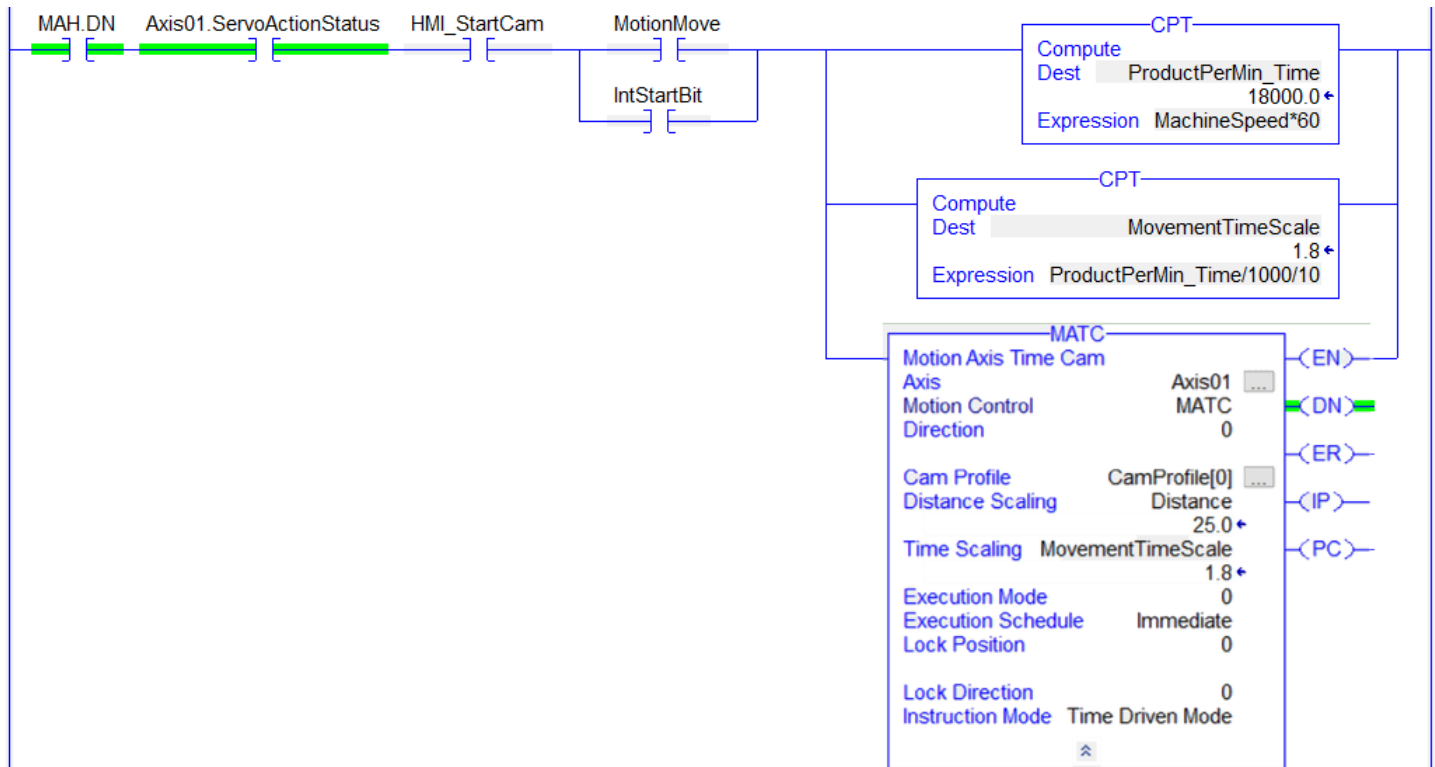 MAH.DN Axis01.ServoActionStatus HMI_StartCam MotionMove
IntStartBit
CPT
Compute
Dest ProductPerMin_Time
18000.0
Expression MachineSpeed*60
CPT
Compute
Dest MovementTimeScale
1.8
Expression ProductPerMin_Time/1000/10
MATC
Motion Axis Time Cam EN
Axis Axis01 ...
Motion Control MATC DN
Direction 0
ER
Cam Profile CamProfile[0] ...
Distance Scaling Distance IP
25.0
Time Scaling MovementTimeScale PC
1.8
Execution Mode 0
Execution Schedule Immediate
Lock Position 0
Lock Direction 0
Instruction Mode Time Driven Mode